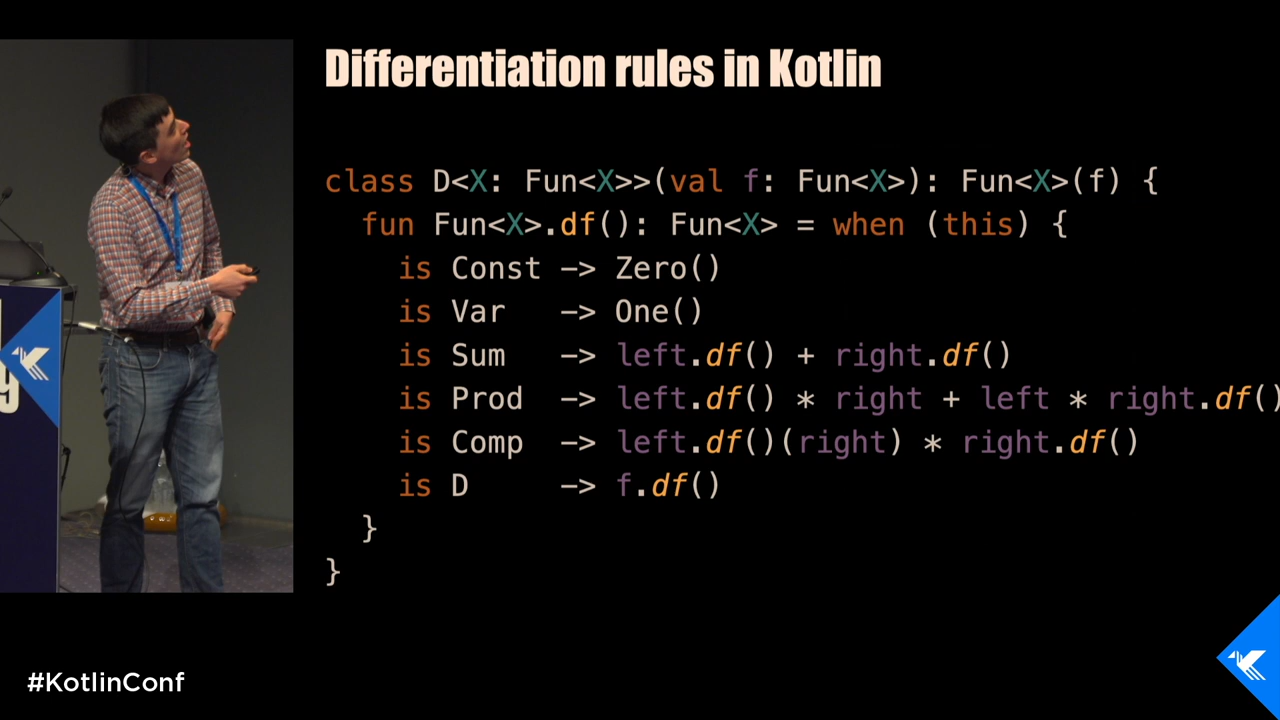 Differentiation rules in Kotlin
class D<X: Fun<X>>(val f: Fun<X>): Fun<X>(f) {
fun Fun<X>.df(): Fun<X> = when (this) {
is Const -> Zero()
is Var -> One()
is Sum -> left.df() + right.df()
is Prod -> left.df() * right + left * right.df()
is Comp -> left.df()(right) * right.df()
is D -> f.df()
}
}
#KotlinConf